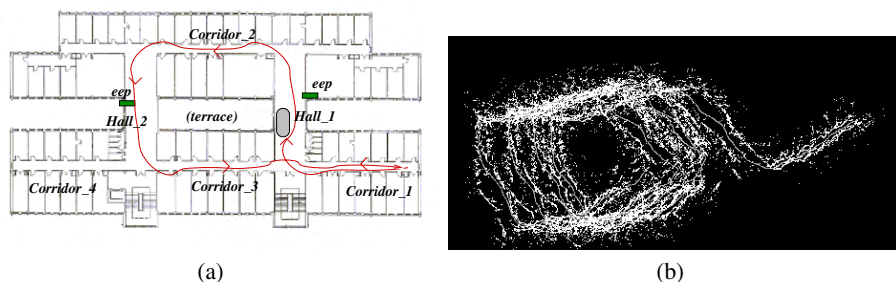 Corridor_2
eep
eep
Hall_2
(terrace)
Hall_1
Corridor_4
Corridor_3
Corridor_1
(a)
(b)